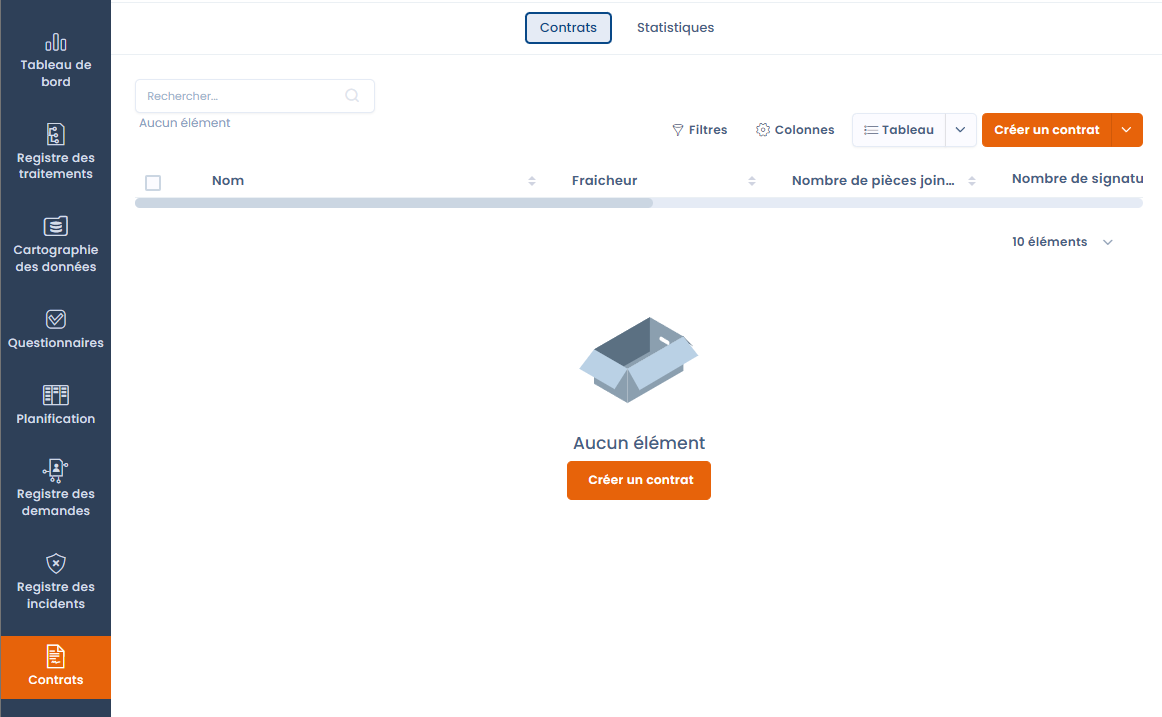 Contrats
Statistiques
Tableau de
bord
Registre des
traitements
Cartographie
des données
Questionnaires
Planification
Registre des
demandes
Registre des
incidents
Contrats
Rechercher...
Aucun élément
Filtres
Colonnes
Tableau
Créer un contrat
Nom
Fraicheur
Nombre de pièces join...
Nombre de signatu
10 éléments
Aucun élément
Créer un contrat